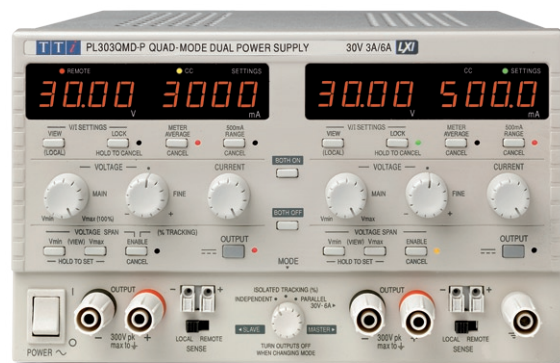 TTi PL303QMD-P QUAD-MODE DUAL POWER SUPPLY 30V 3A/6A LXI
REMOTE CC SETTINGS
30.00 V 3000 mA
CC SETTINGS
30.00 V 500.0 mA
V/I SETTINGS
VIEW LOCK METER AVERAGE 500mA RANGE
(LOCAL) HOLD TO CANCEL CANCEL CANCEL
VOLTAGE CURRENT
MAIN FINE
Vmin Vmax (100%) - +
VOLTAGE SPAN (% TRACKING)
Vmin (VIEW) Vmax ENABLE OUTPUT
HOLD TO SET CANCEL
BOTH ON
BOTH OFF
MODE
V/I SETTINGS
VIEW LOCK METER AVERAGE 500mA RANGE
(LOCAL) HOLD TO CANCEL CANCEL CANCEL
VOLTAGE CURRENT
MAIN FINE
Vmin Vmax - +
VOLTAGE SPAN
Vmin (VIEW) Vmax ENABLE OUTPUT
HOLD TO SET CANCEL
POWER I O
OUTPUT
300V pk
max to
- +
LOCAL REMOTE
SENSE
ISOLATED TRACKING (%)
INDEPENDENT PARALLEL
30V- 6A
SLAVE MASTER
TURN OUTPUTS OFF
WHEN CHANGING MODE
OUTPUT
300V pk
max to
- +
LOCAL REMOTE
SENSE